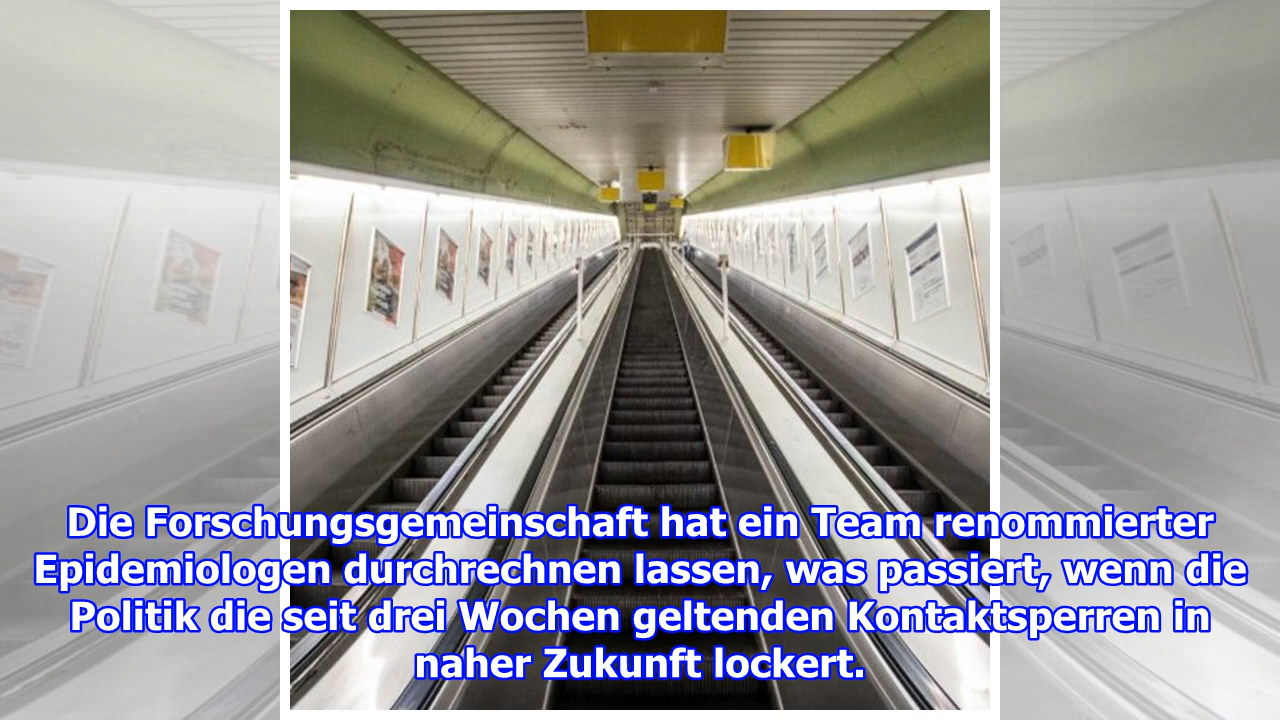 Die Forschungsgemeinschaft hat ein Team renommierter
Epidemiologen durchrechnen lassen, was passiert, wenn die
Politik die seit drei Wochen geltenden Kontaktsperren in
naher Zukunft lockert.